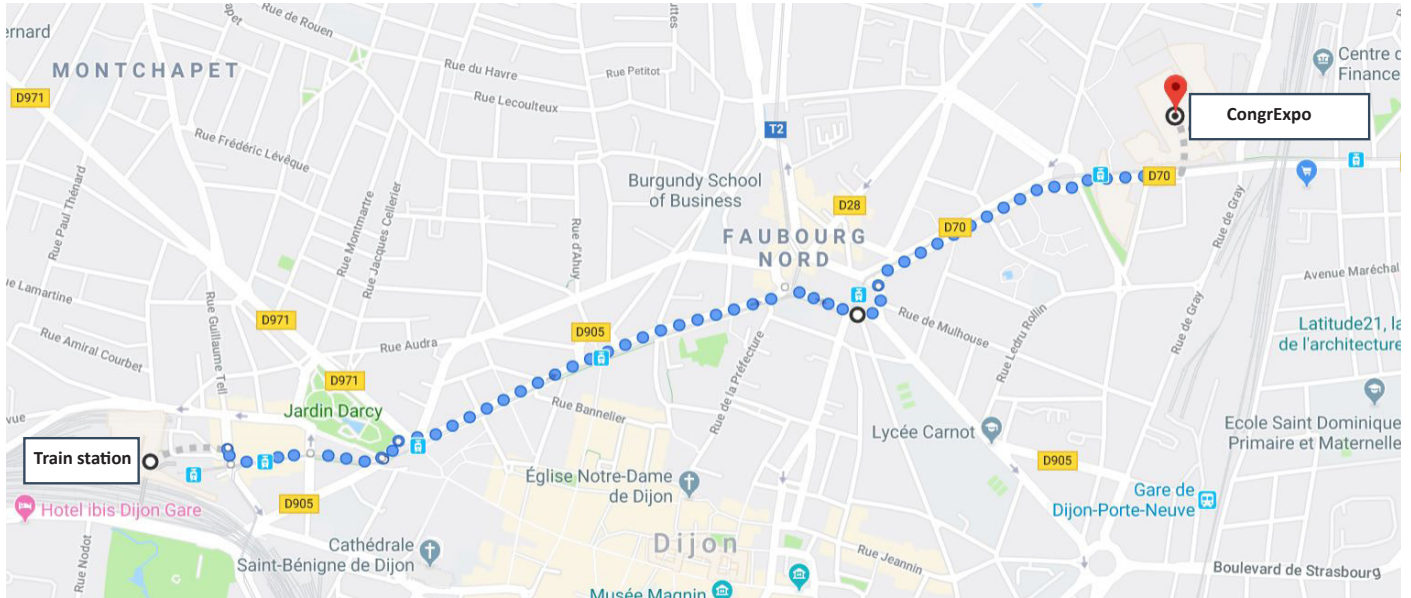 ernard
Rue de Rouen
MONTCHAPET
Rue du Havre
Rue Petitot
Centre d
Finance
D971
Rue Lecoulteux
CongrExpo
T2
Rue Frédéric Lévêque
Rue Paul Thénard
Rue Montmartre
Rue Jacques Cellerier
Rue d'Ahuy
Burgundy School
of Business
D28
D70
D70
FAUBOURG
NORD
Rue de Gray
Rue de Gray
Avenue Maréchal
ue Lamartine
Rue Guillaume Tell
D971
D905
Rue de Mulhouse
Rue Ledru Rollin
Latitude21, la
de l'architecture
Rue Amiral Courbet
Rue Audra
D971
Jardin Darcy
Rue Bannelier
Rue de la Préfecture
Lycée Carnot
Ecole Saint Dominique
Primaire et Maternelle
vue
Train station
D905
D905
Église Notre-Dame
de Dijon
Gare de
Dijon-Porte-Neuve
Hotel ibis Dijon Gare
Rue Nodot
Cathédrale
Saint-Bénigne de Dijon
Dijon
Rue Jeannin
Boulevard de Strasbourg
Musée Magnin